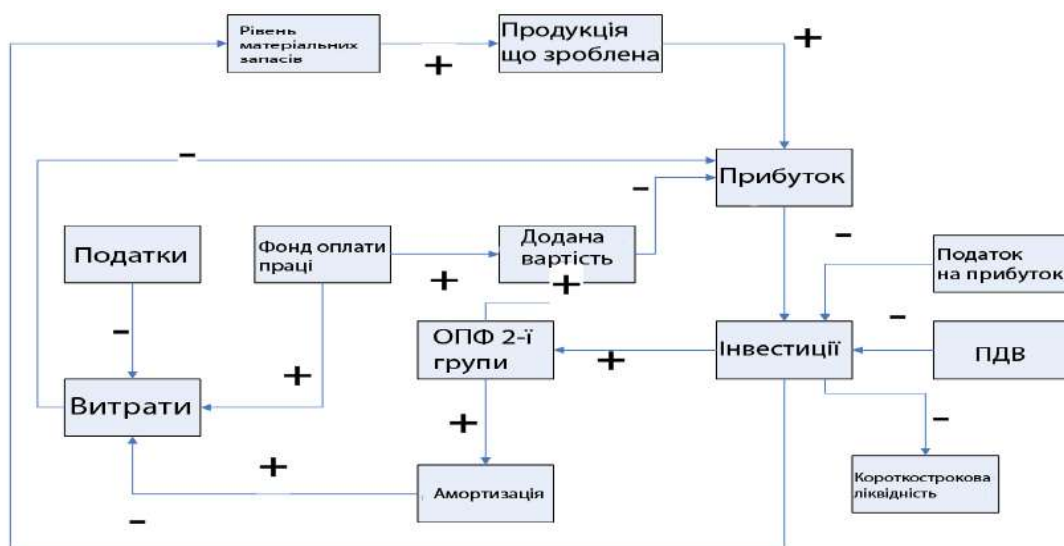 Рівень
матеріальних
запасів
+
Продукція
що зроблена
+
–
Прибуток
–
Податки
Фонд оплати
праці
+
Додана
вартість
+
–
Податок
на прибуток
–
–
ОПФ 2-ї
групи
+
Інвестиції
ПДВ
Витрати
+
+
–
+
Амортизація
Короткострокова
ліквідність
–